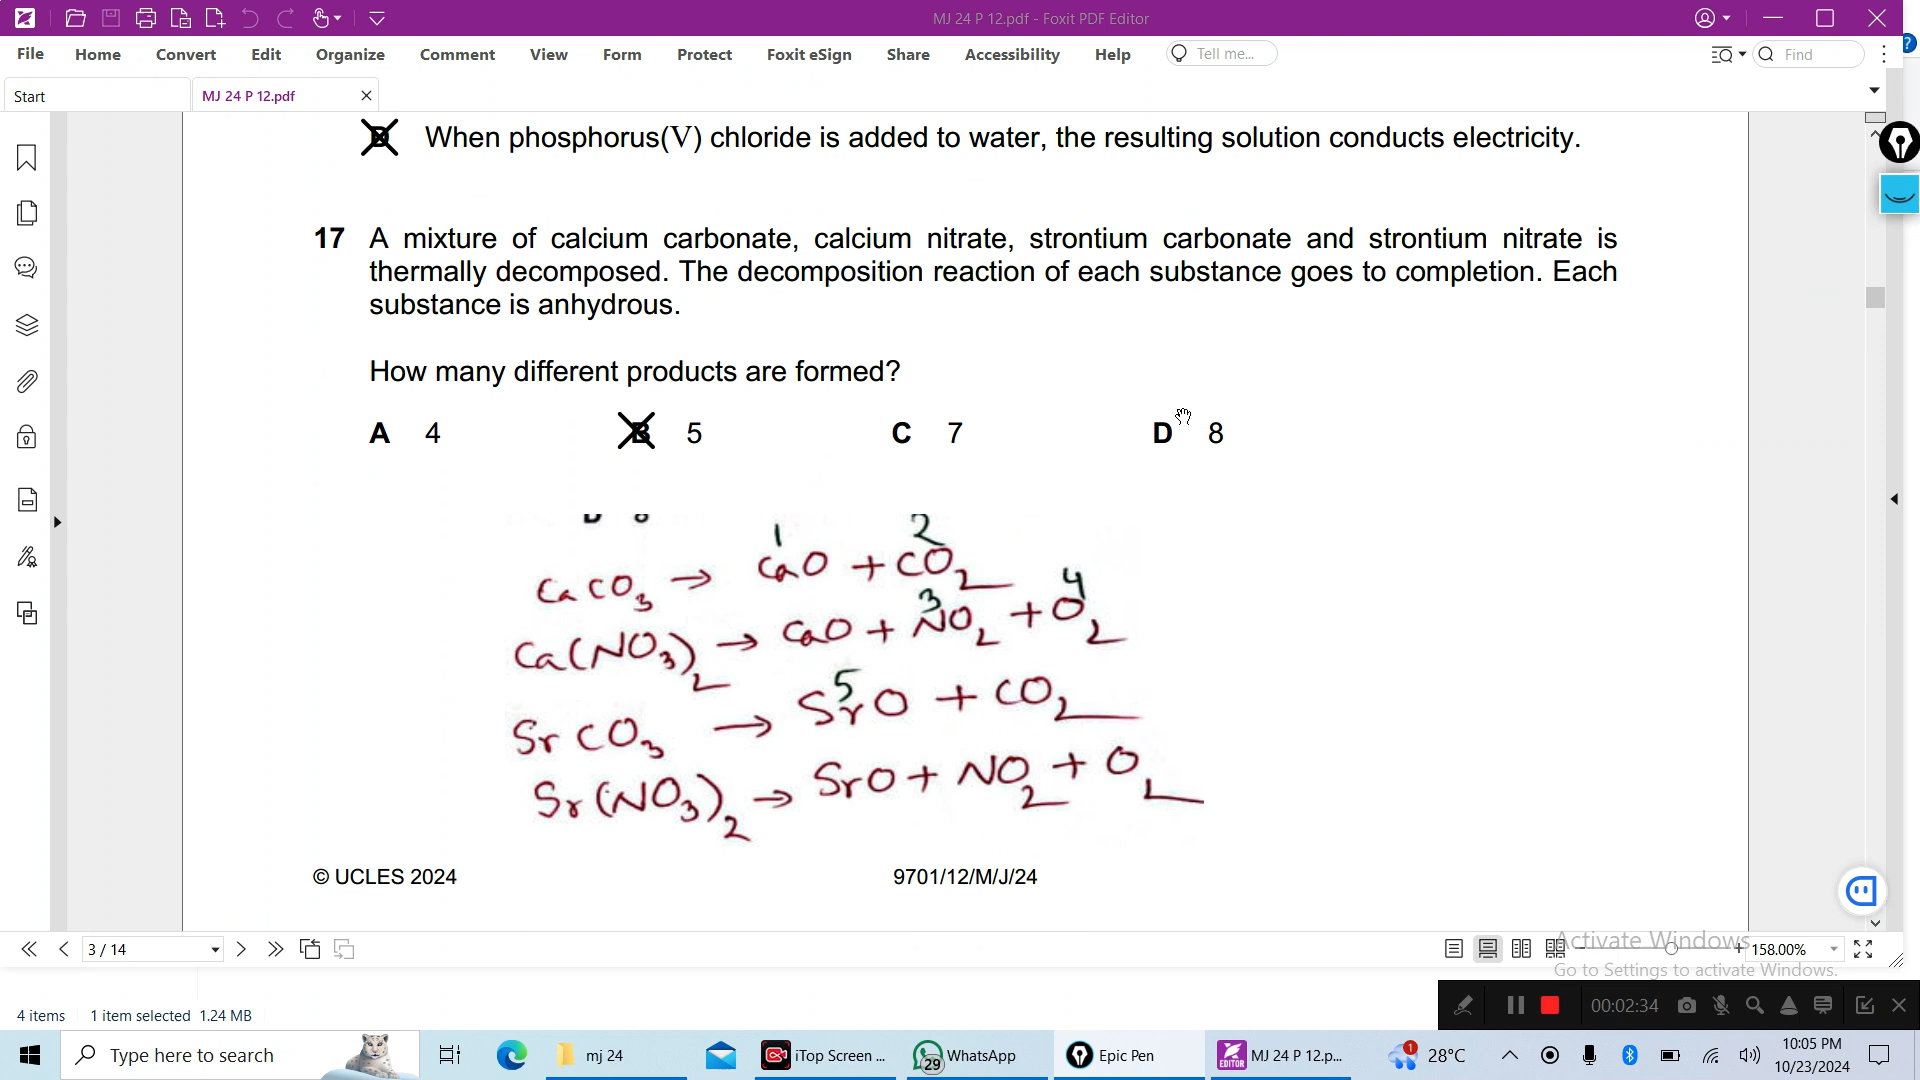 MJ 24 P 12.pdf - Foxit PDF Editor
File Home Convert Edit Organize Comment View Form Protect Foxit eSign Share Accessibility Help Tell me... Find
Start MJ 24 P 12.pdf
D When phosphorus(V) chloride is added to water, the resulting solution conducts electricity.
17 A mixture of calcium carbonate, calcium nitrate, strontium carbonate and strontium nitrate is
thermally decomposed. The decomposition reaction of each substance goes to completion. Each
substance is anhydrous.
How many different products are formed?
A 4 B 5 C 7 D 8
D 8
1 2
CaCO3 → CaO + CO2
3 4
Ca(NO3)2 → CaO + NO2 + O2
5
SrCO3 → SrO + CO2
Sr(NO3)2 → SrO + NO2 + O2
© UCLES 2024 9701/12/M/J/24
3 / 14 158.00%
Activate Windows
Go to Settings to activate Windows.
4 items 1 item selected 1.24 MB
00:02:34
Type here to search mj 24 iTop Screen ... 29 WhatsApp Epic Pen EDITOR MJ 24 P 12.p... 1 28°C 10:05 PM
10/23/2024